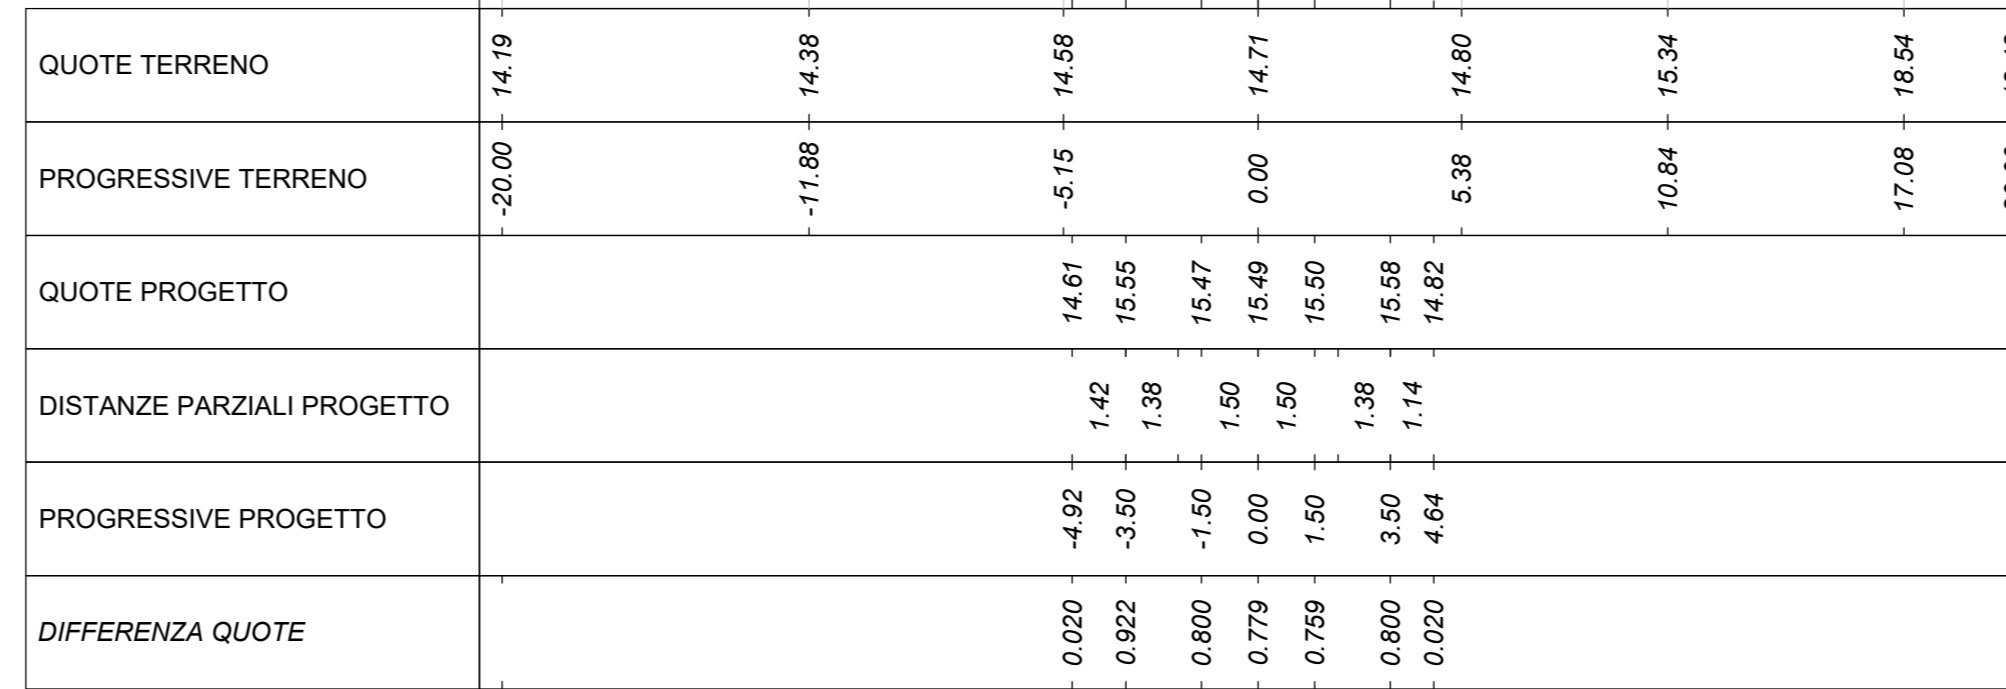 QUOTE TERRENO 14.19 14.38 14.58 14.71 14.80 15.34 18.54
PROGRESSIVE TERRENO -20.00 -11.88 -5.15 0.00 5.38 10.84 17.08
QUOTE PROGETTO 14.61 15.55 15.47 15.49 15.50 15.58 14.82
DISTANZE PARZIALI PROGETTO 1.42 1.38 1.50 1.50 1.38 1.14
PROGRESSIVE PROGETTO -4.92 -3.50 -1.50 0.00 1.50 3.50 4.64
DIFFERENZA QUOTE 0.020 0.922 0.800 0.779 0.759 0.800 0.020